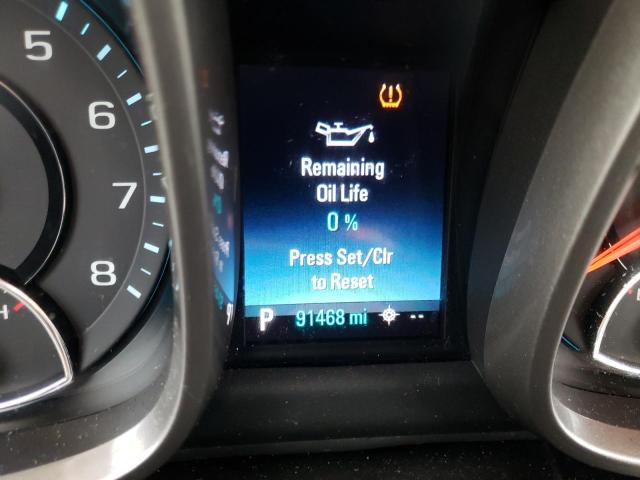 5
6
7
8
H
Remaining
Oil Life
0 %
Press Set/Clr
to Reset
P 91468 mi --